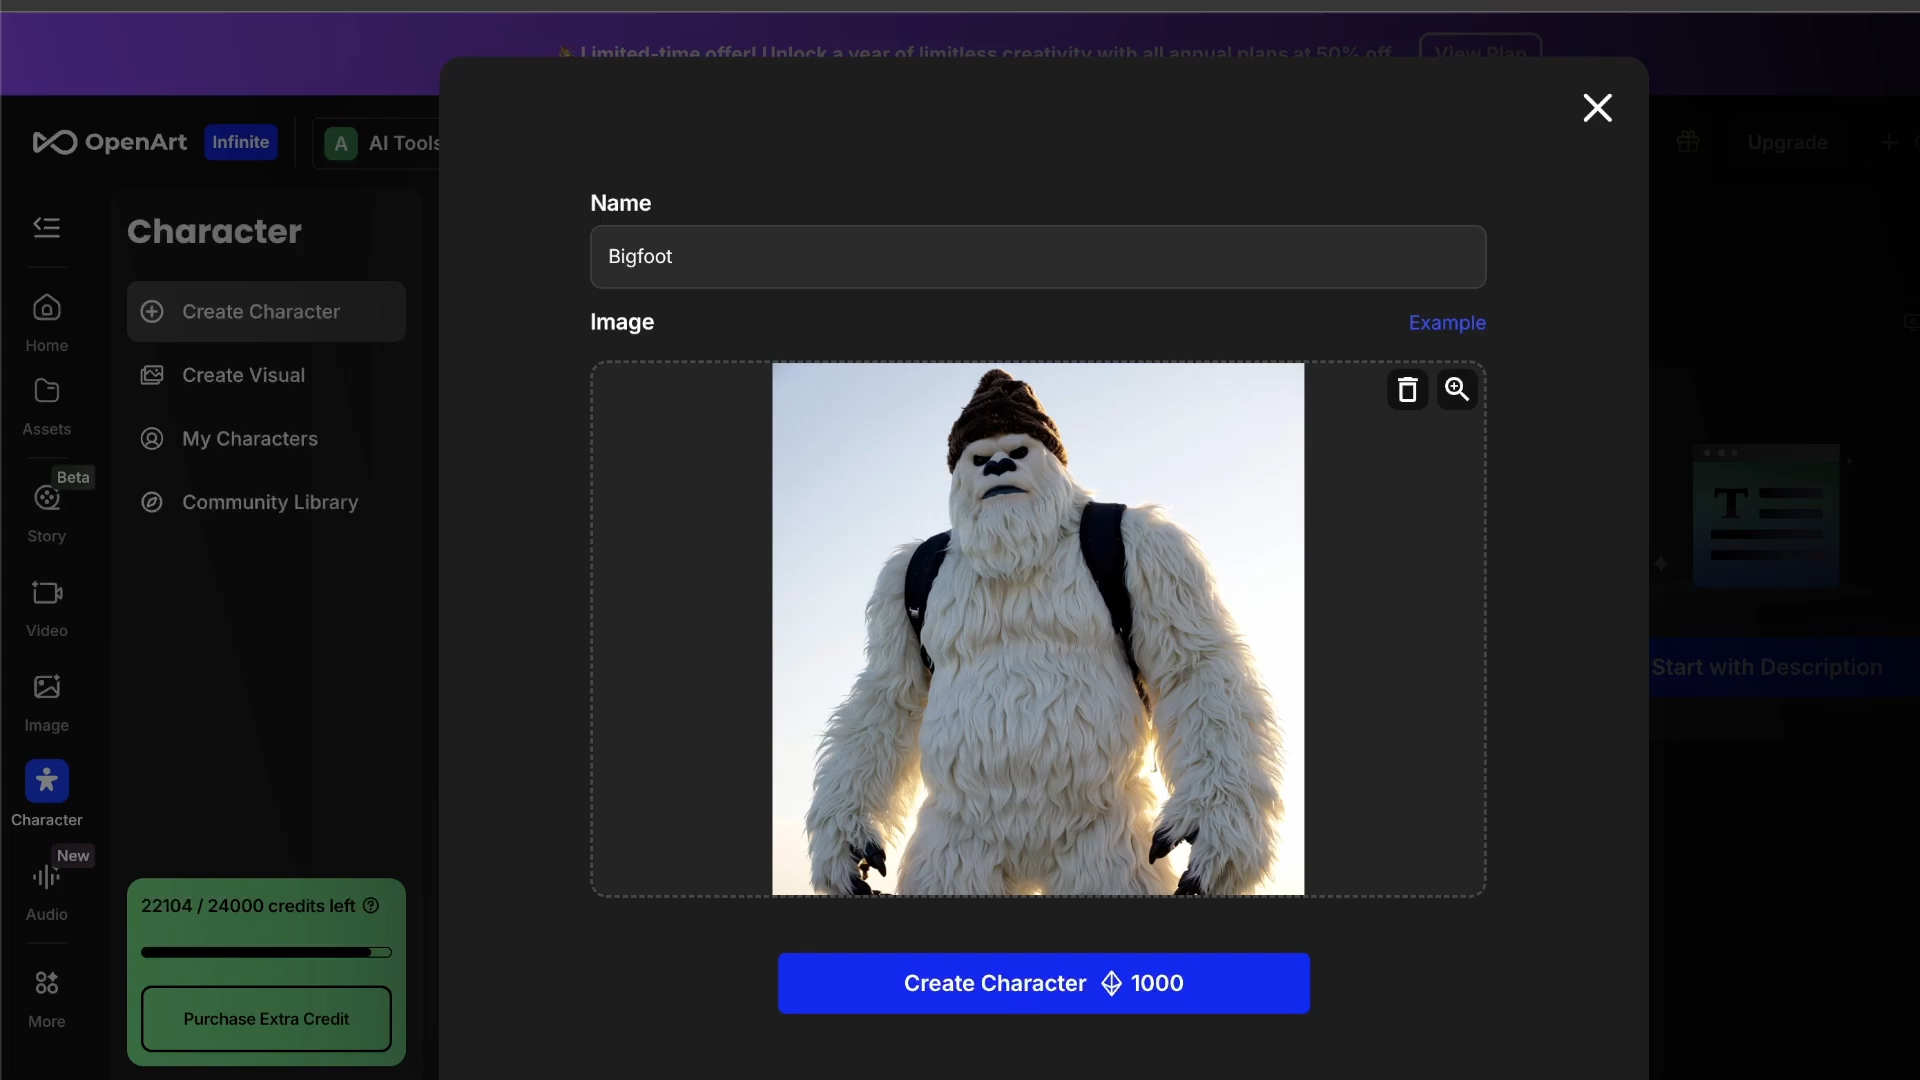 Limited-time offer! Unlock a year of limitless creativity with all annual plans at 50% off
View Plan
OpenArt
Infinite
A
AI Tools
Upgrade
Character
Create Character
Create Visual
My Characters
Community Library
Home
Assets
Beta
Story
Video
Image
Character
New
Audio
More
22104 / 24000 credits left
Purchase Extra Credit
Name
Bigfoot
Image
Example
Create Character 1000
T
Start with Description